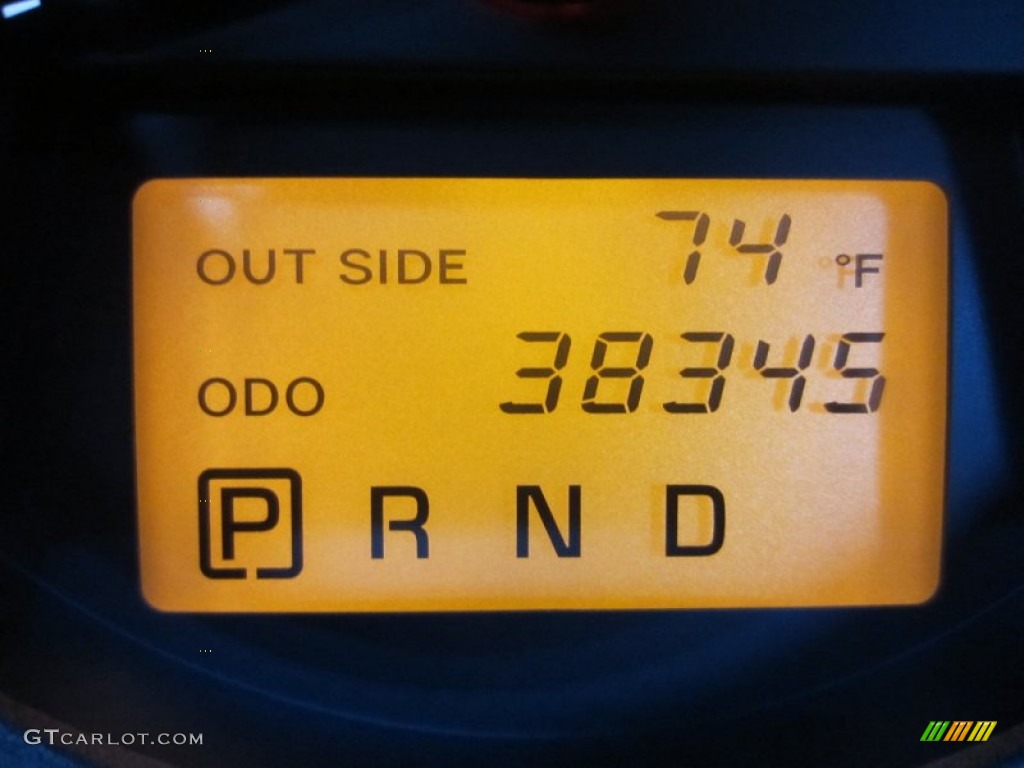 OUT SIDE 74 °F
ODO 38345
P R N D
GTCARLOT.COM